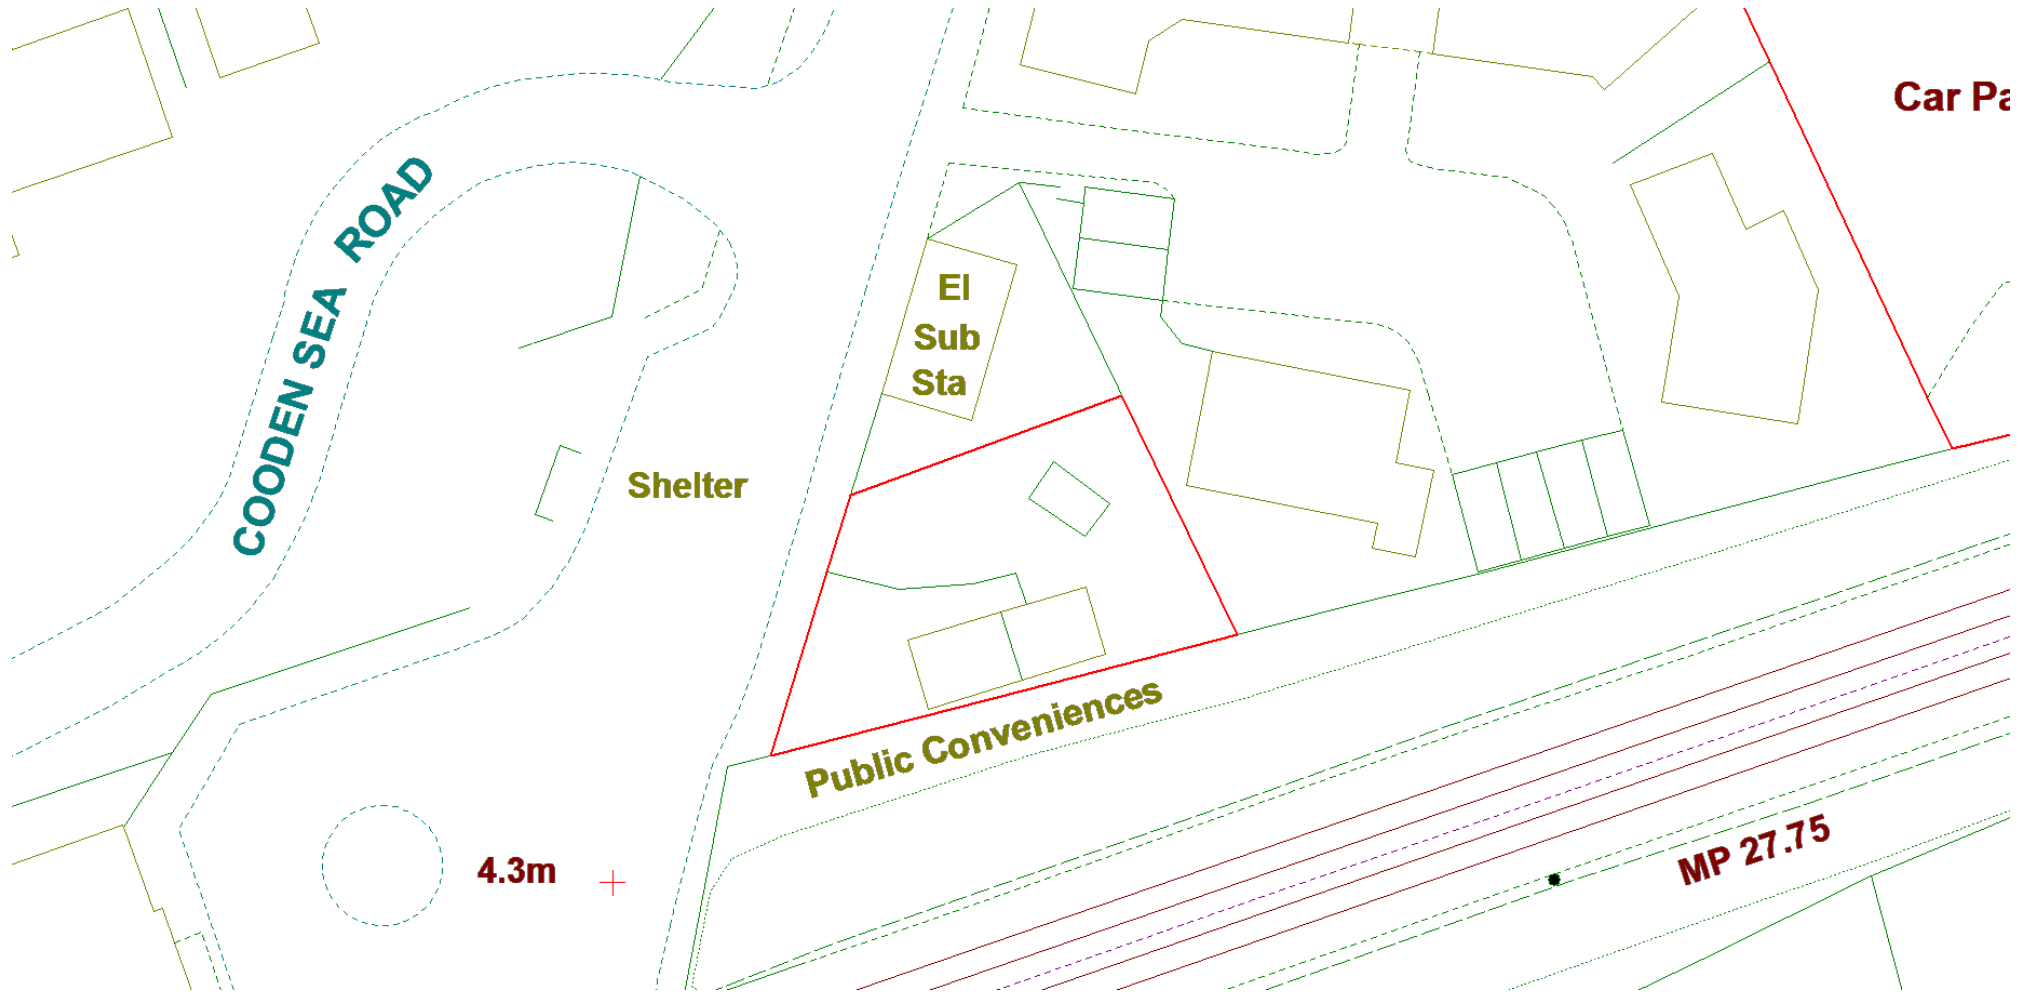 Car Pa
COODEN SEA ROAD
El
Sub
Sta
Shelter
Public Conveniences
4.3m
MP 27.75